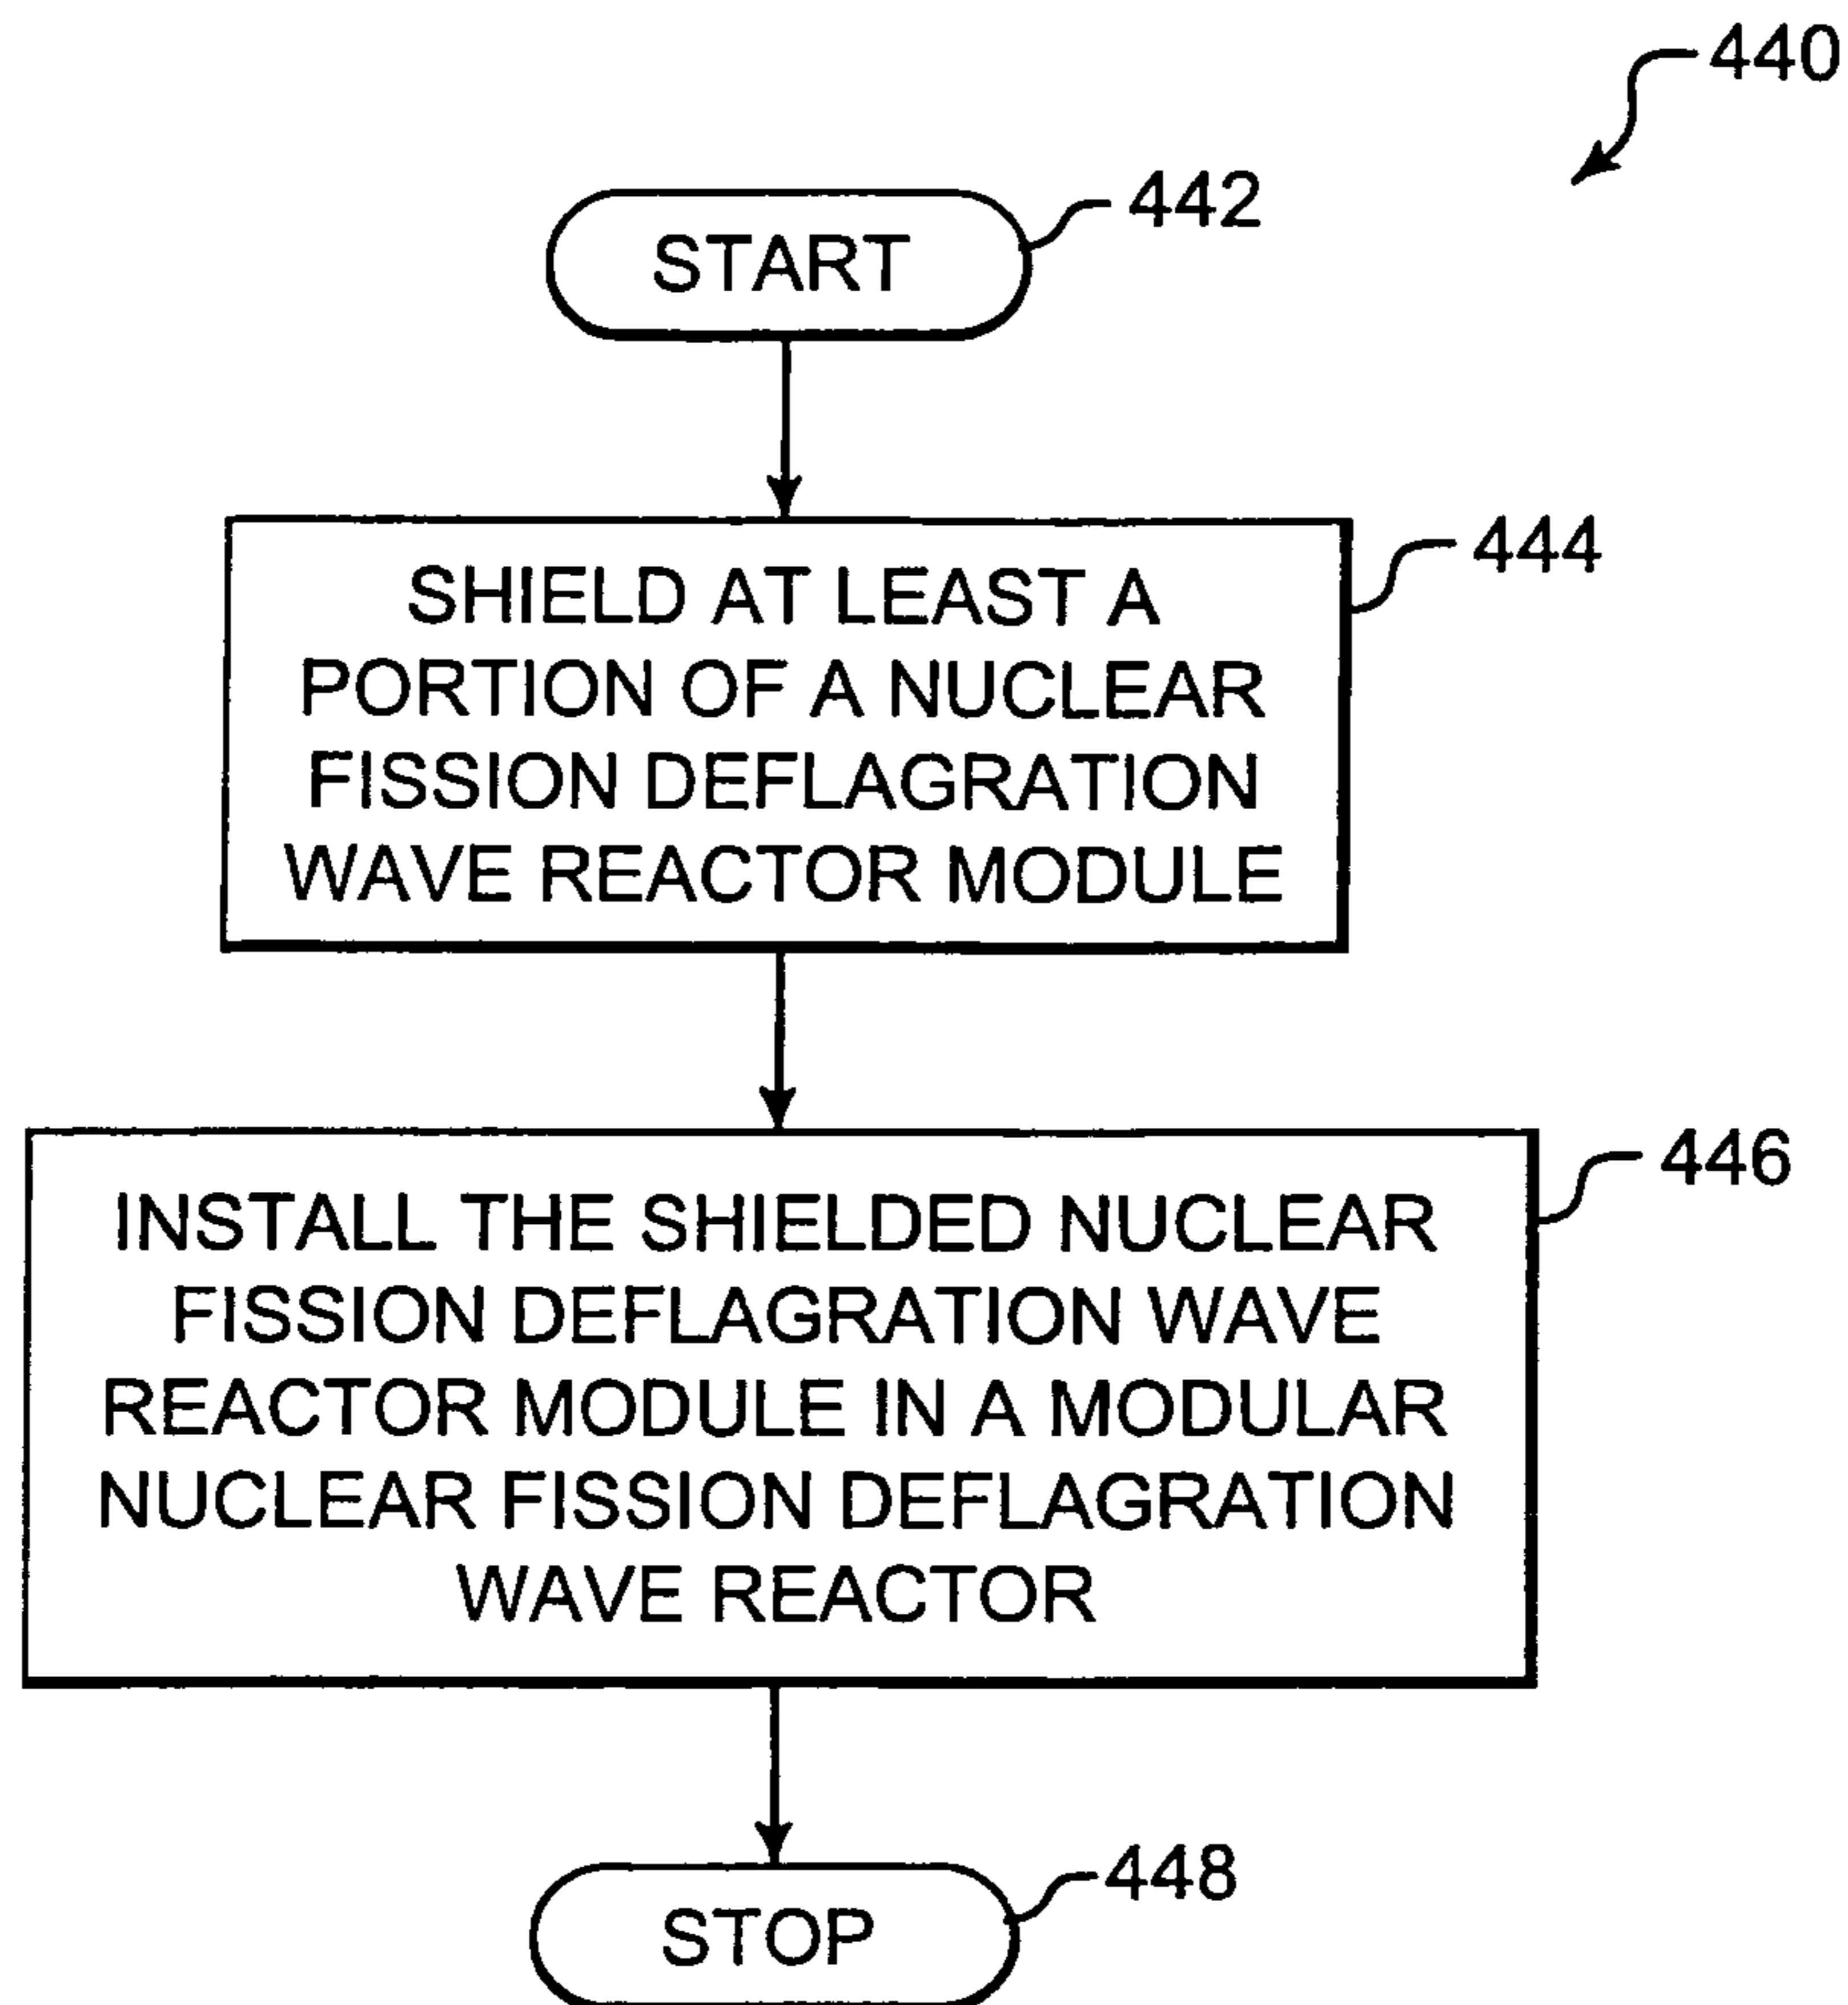 440
442
START
444
SHIELD AT LEAST A
PORTION OF A NUCLEAR
FISSION DEFLAGRATION
WAVE REACTOR MODULE
446
INSTALL THE SHIELDED NUCLEAR
FISSION DEFLAGRATION WAVE
REACTOR MODULE IN A MODULAR
NUCLEAR FISSION DEFLAGRATION
WAVE REACTOR
448
STOP